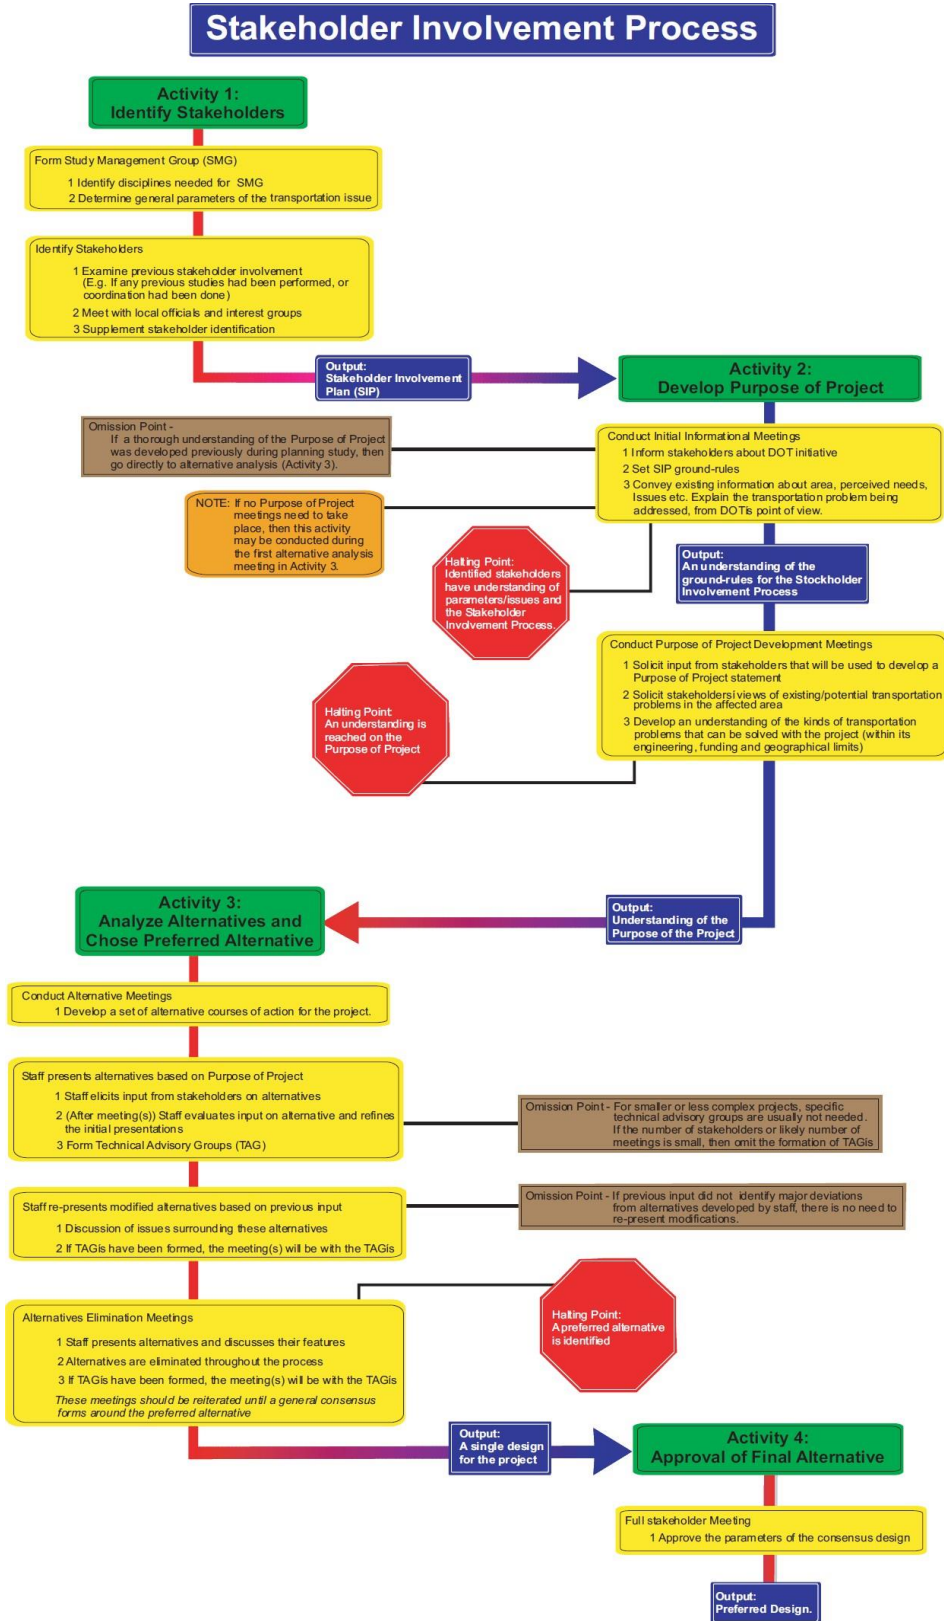 Stakeholder Involvement Process
Activity 1:
Identify Stakeholders
Form Study Management Group (SMG)
1 Identify disciplines needed for SMG
2 Determine general parameters of the transportation issue
Identify Stakeholders
1 Examine previous stakeholder involvement
(E.g. If any previous studies had been performed, or
coordination had been done)
2 Meet with local officials and interest groups
3 Supplement stakeholder identification
Output:
Stakeholder Involvement
Plan (SIP)
Activity 2:
Develop Purpose of Project
Omission Point -
If a thorough understanding of the Purpose of Project
was developed previously during planning study, then
go directly to alternative analysis (Activity 3).
Conduct Initial Informational Meetings
1 Inform stakeholders about DOT initiative
2 Set SIP ground-rules
3 Convey existing information about area, perceived needs,
Issues etc. Explain the transportation problem being
addressed, from DOTís point of view.
NOTE: If no Purpose of Project
meetings need to take
place, then this activity
may be conducted during
the first alternative analysis
meeting in Activity 3.
Halting Point:
Identified stakeholders
have understanding of
parameters/issues and
the Stakeholder
Involvement Process.
Output:
An understanding of the
ground-rules for the Stockholder
Involvement Process
Conduct Purpose of Project Development Meetings
1 Solicit input from stakeholders that will be used to develop a
Purpose of Project statement
2 Solicit stakeholdersí views of existing/potential transportation
problems in the affected area
3 Develop an understanding of the kinds of transportation
problems that can be solved with the project (within its
engineering, funding and geographical limits)
Halting Point:
An understanding is
reached on the
Purpose of Project
Output:
Understanding of the
Purpose of the Project
Activity 3:
Analyze Alternatives and
Chose Preferred Alternative
Conduct Alternative Meetings
1 Develop a set of alternative courses of action for the project.
Staff presents alternatives based on Purpose of Project
1 Staff elicits input from stakeholders on alternatives
2 (After meeting(s)) Staff evaluates input on alternative and refines
the initial presentations
3 Form Technical Advisory Groups (TAG)
Omission Point - For smaller or less complex projects, specific
technical advisory groups are usually not needed.
If the number of stakeholders or likely number of
meetings is small, then omit the formation of TAGís
Staff re-presents modified alternatives based on previous input
1 Discussion of issues surrounding these alternatives
2 If TAGís have been formed, the meeting(s) will be with the TAGís
Omission Point - If previous input did not identify major deviations
from alternatives developed by staff, there is no need to
re-present modifications.
Alternatives Elimination Meetings
1 Staff presents alternatives and discusses their features
2 Alternatives are eliminated throughout the process
3 If TAGís have been formed, the meeting(s) will be with the TAGís
These meetings should be reiterated until a general consensus
forms around the preferred alternative
Halting Point:
A preferred alternative
is identified
Output:
A single design
for the project
Activity 4:
Approval of Final Alternative
Full stakeholder Meeting
1 Approve the parameters of the consensus design
Output:
Preferred Design.